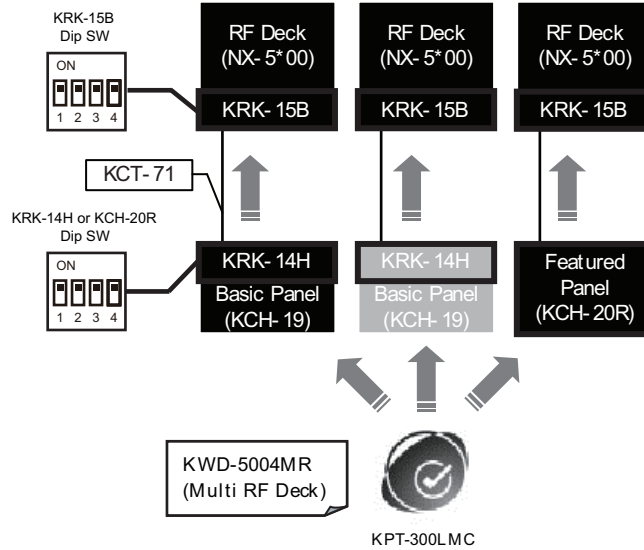 KRK-15B
Dip SW
ON
1 2 3 4
RF Deck
(NX- 5*00)
KRK- 15B
RF Deck
(NX- 5*00)
KRK- 15B
RF Deck
(NX- 5*00)
KRK- 15B
KCT- 71
KRK-14H or KCH-20R
Dip SW
ON
1 2 3 4
KRK- 14H
Basic Panel
(KCH- 19)
KRK- 14H
Basic Panel
(KCH- 19)
Featured
Panel
(KCH- 20R)
KWD-5004MR
(Multi RF Deck)
KPT-300LMC